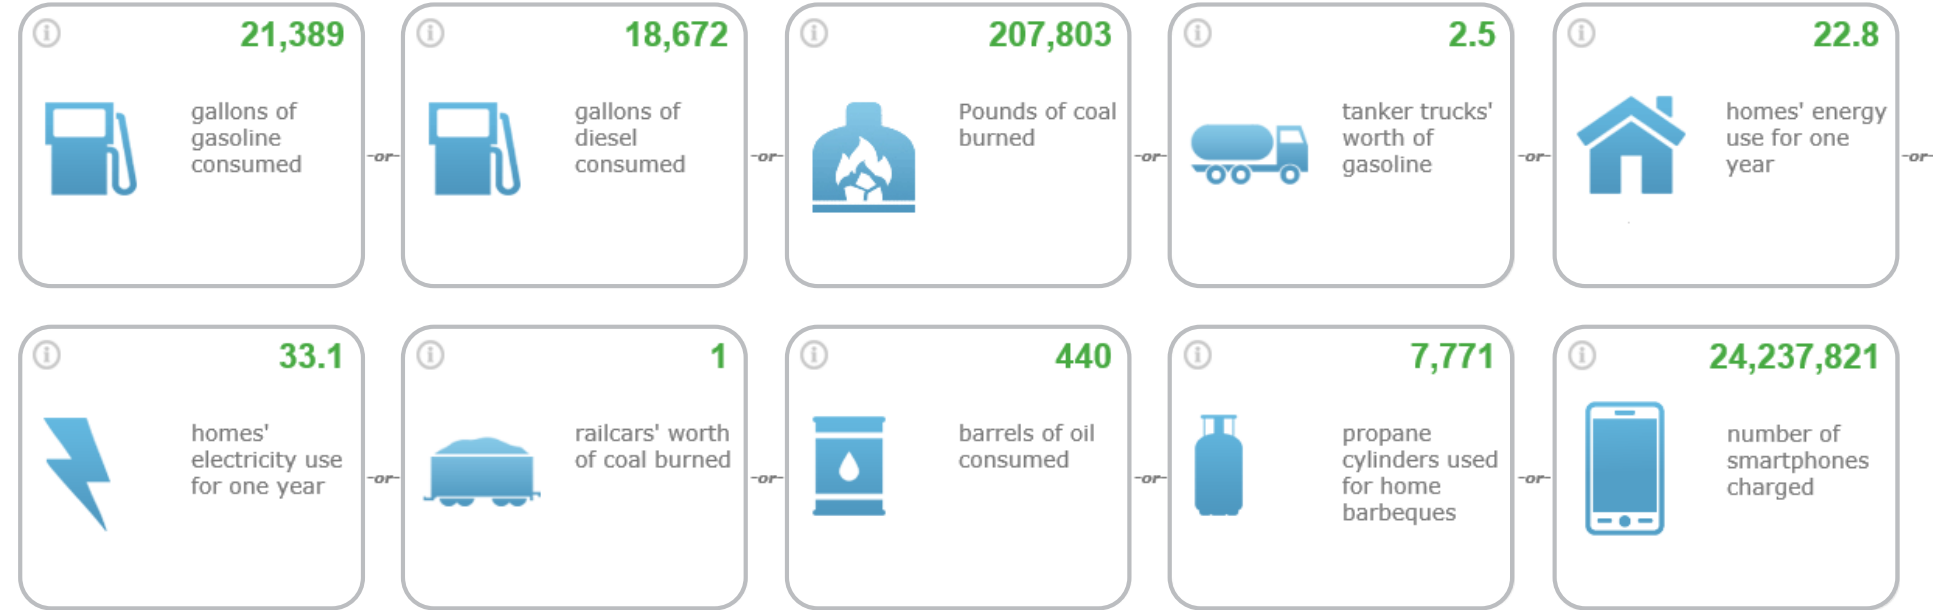 21,389
gallons of
gasoline
consumed
-or-
18,672
gallons of
diesel
consumed
-or-
207,803
Pounds of coal
burned
-or-
2.5
tanker trucks'
worth of
gasoline
-or-
22.8
homes' energy
use for one
year
-or-
33.1
homes'
electricity use
for one year
-or-
1
railcars' worth
of coal burned
-or-
440
barrels of oil
consumed
-or-
7,771
propane
cylinders used
for home
barbeques
-or-
24,237,821
number of
smartphones
charged